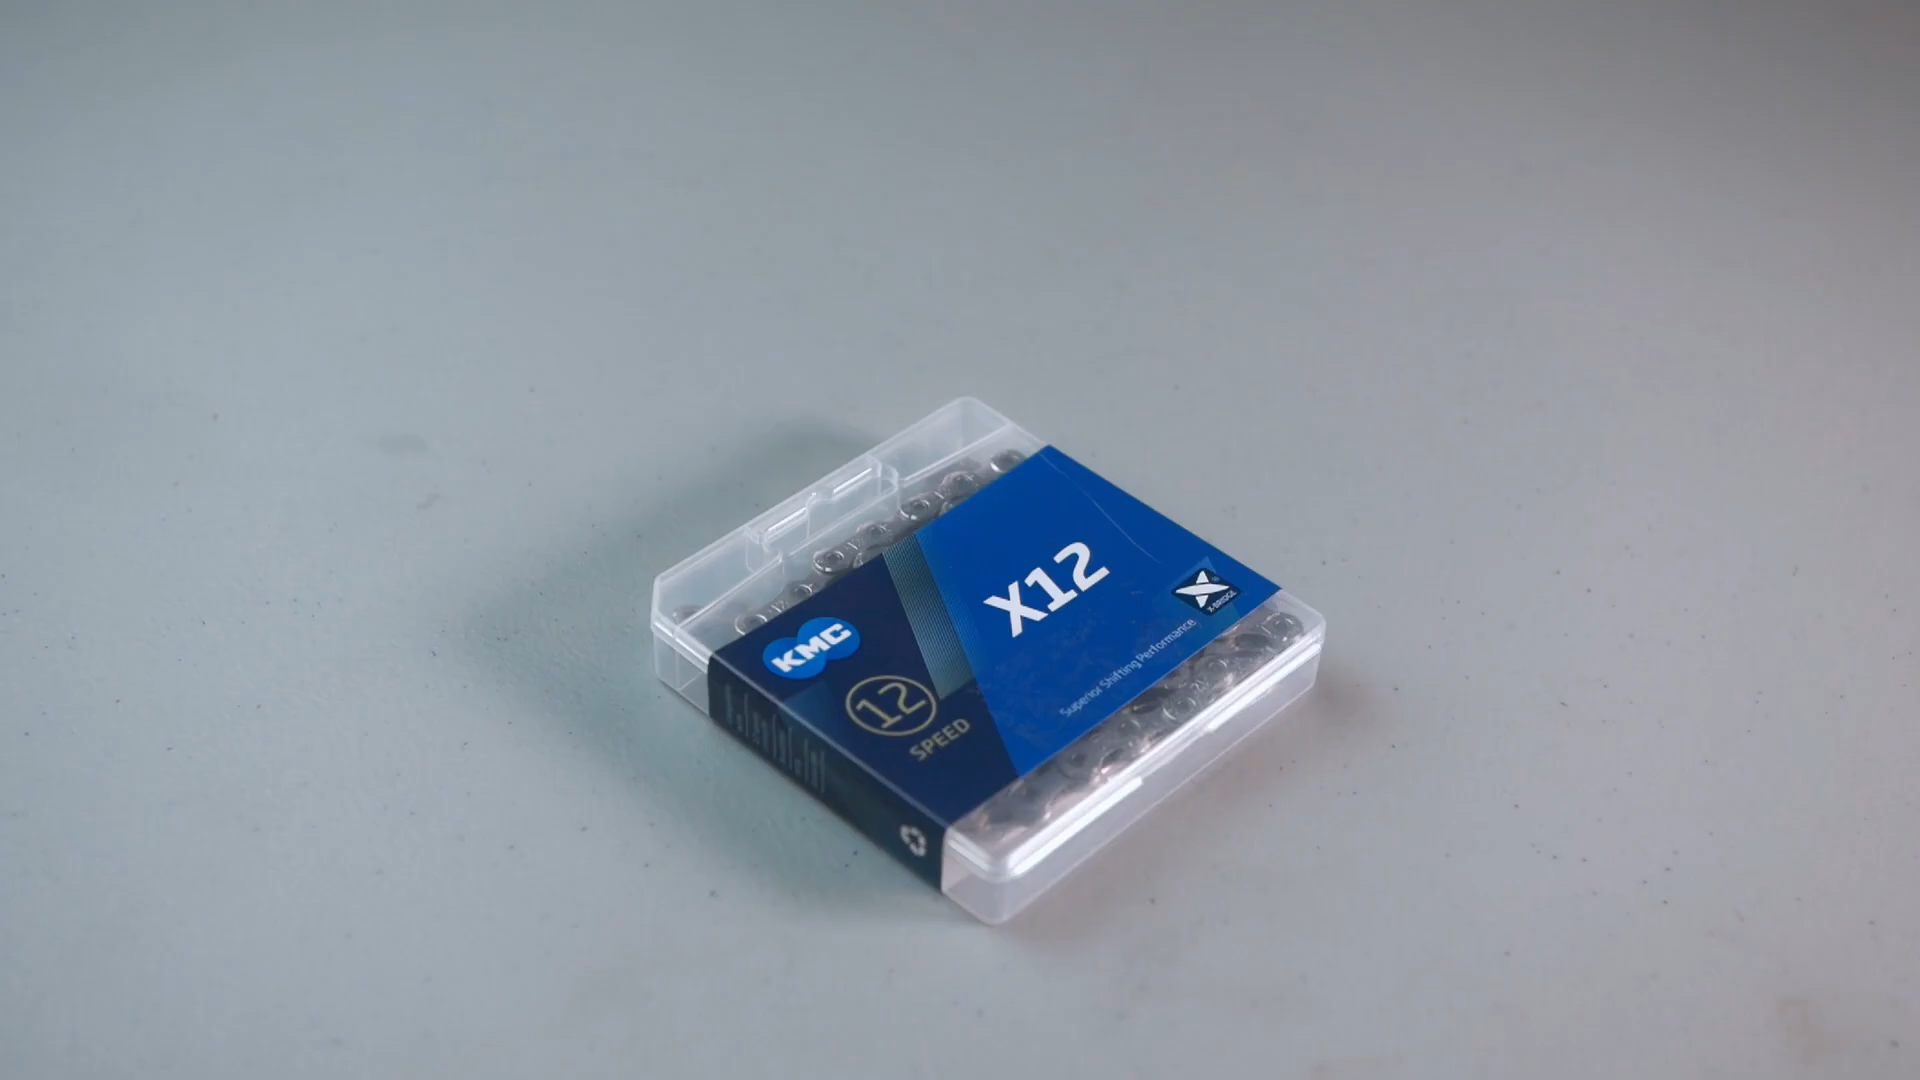 KMC
12
SPEED
X12
Superior Shifting Performance
X-BRIDGE